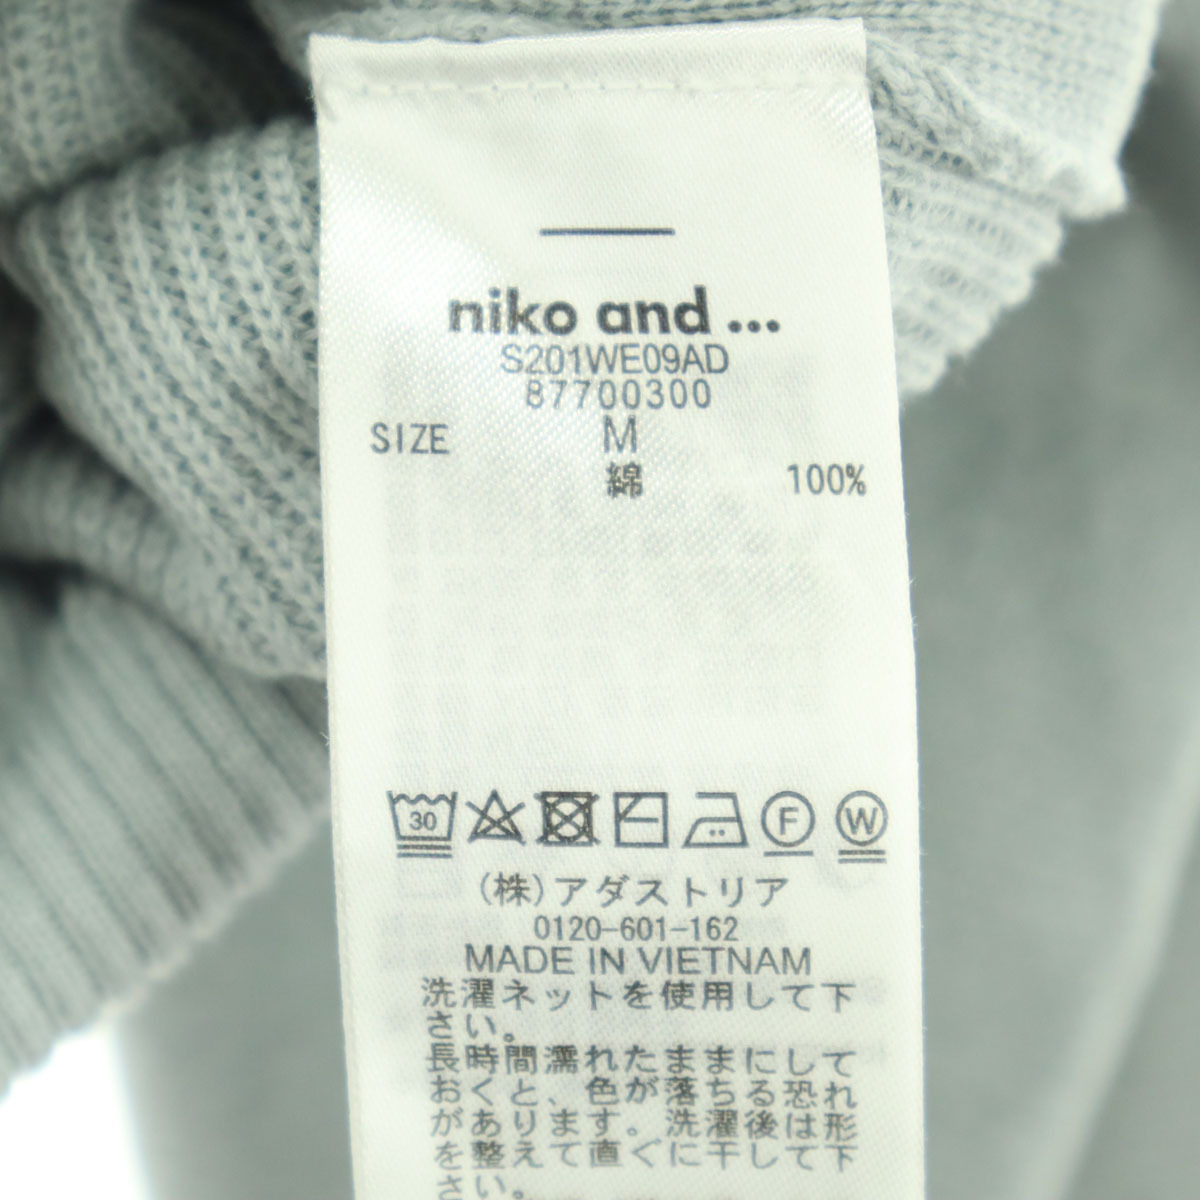 niko and ...
S201WE09AD
87700300
SIZE M
綿 100%
30 F W
(株)アダストリア
0120-601-162
MADE IN VIETNAM
洗濯ネットを使用して下
さい。
長時間濡れたままにして
おくと、色が落ちる恐れ
があります。洗濯後は形
を整えて直ぐに干して下
さい。